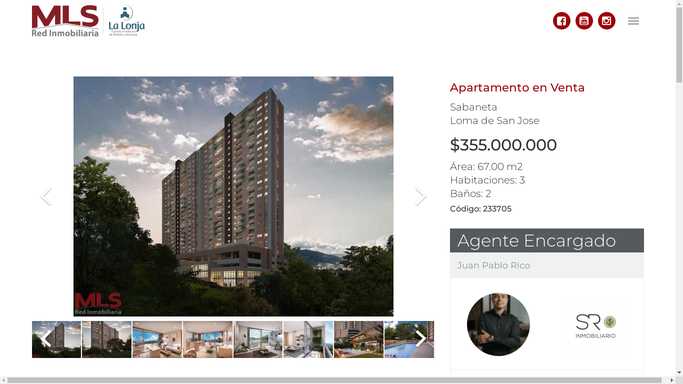 MLS
Red Inmobiliaria
La Lonja
Apartamento en Venta
Sabaneta
Loma de San Jose
$355.000.000
Área: 67.00 m2
Habitaciones: 3
Baños: 2
Código: 233705
MLS
Red Inmobiliaria
Agente Encargado
Juan Pablo Rico
SR
INMOBILIARIO